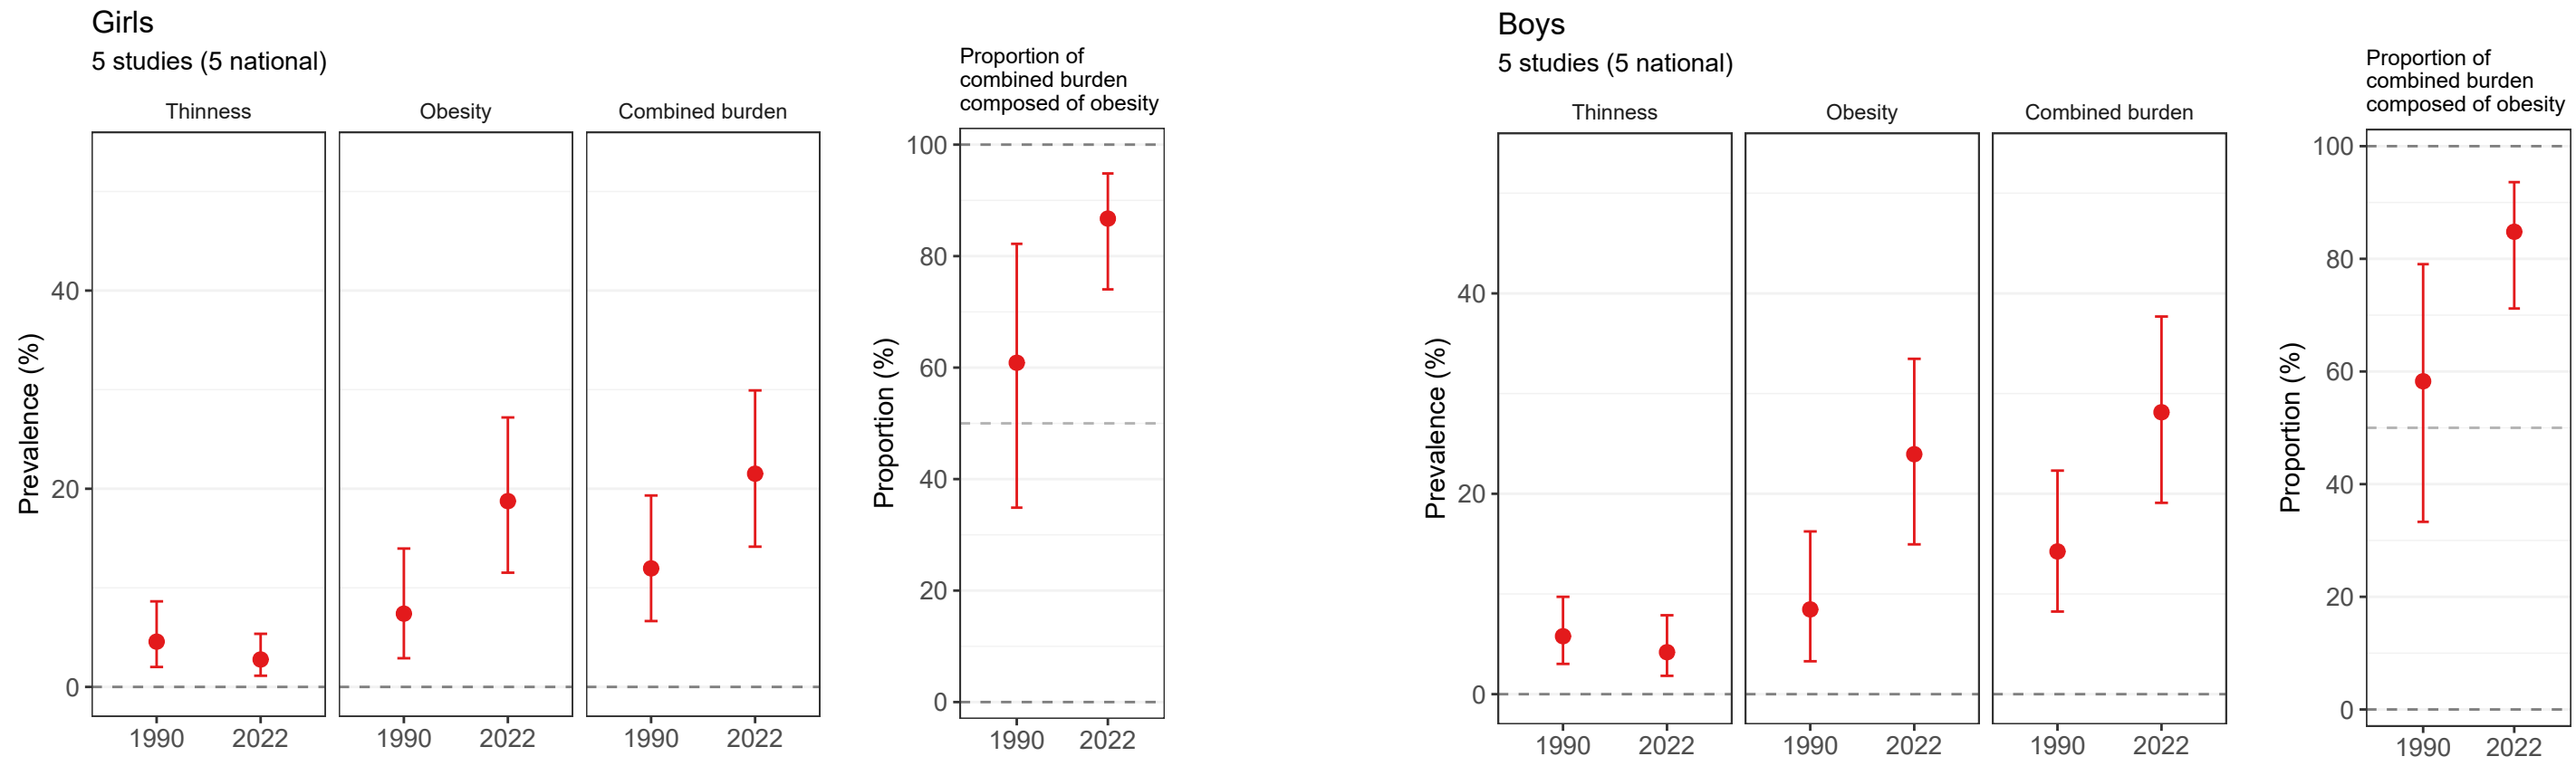 Girls
5 studies (5 national)
Thinness
Obesity
Combined burden
Prevalence (%)
40
20
0
1990 2022
1990 2022
1990 2022
Proportion of
combined burden
composed of obesity
Proportion (%)
100
80
60
40
20
0
1990 2022
Boys
5 studies (5 national)
Thinness
Obesity
Combined burden
Prevalence (%)
40
20
0
1990 2022
1990 2022
1990 2022
Proportion of
combined burden
composed of obesity
Proportion (%)
100
80
60
40
20
0
1990 2022